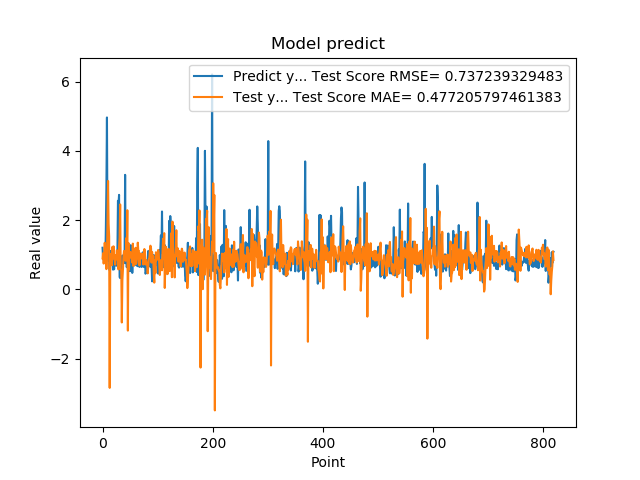 Model predict
Predict y... Test Score RMSE= 0.737239329483
Test y... Test Score MAE= 0.477205797461383
Real value
6
4
2
0
−2
0 200 400 600 800
Point